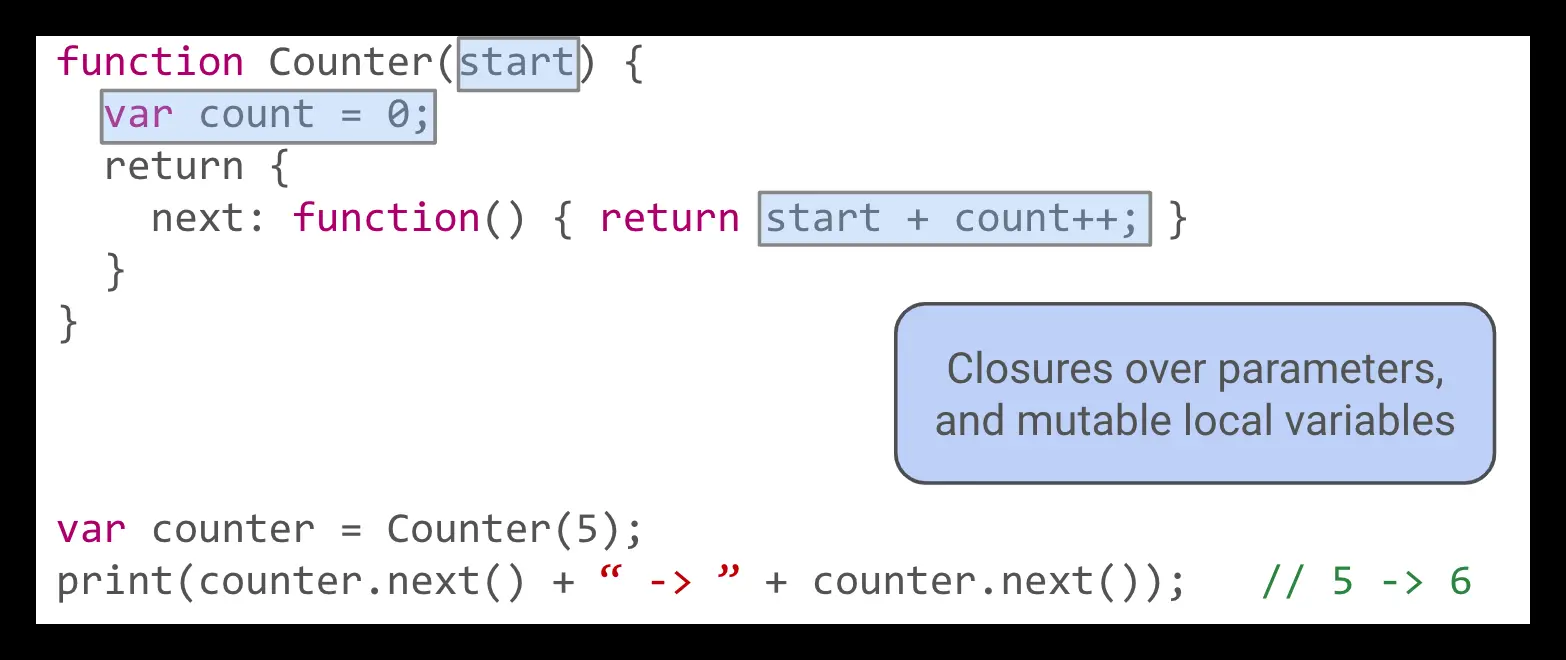 function Counter(start) {
  var count = 0;
  return {
    next: function() { return start + count++; }
  }
}
Closures over parameters,
and mutable local variables
var counter = Counter(5);
print(counter.next() + “ -> ” + counter.next());   // 5 -> 6